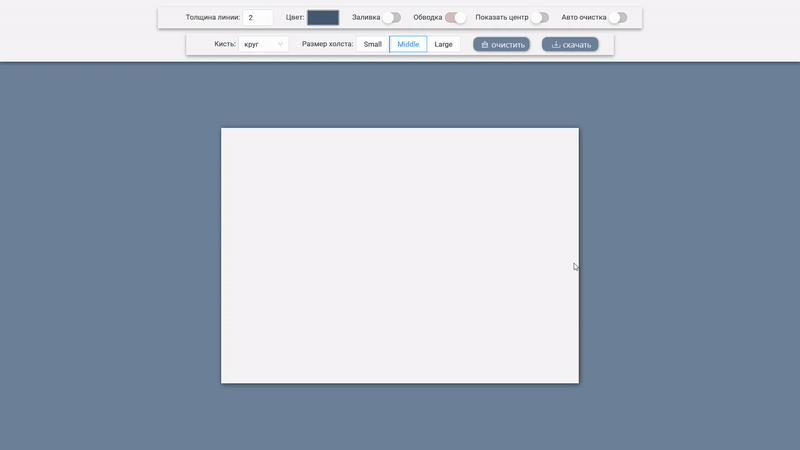 Толщина линии: 2 Цвет: Заливка Обводка Показать центр Авто очистка
Кисть: круг Размер холста: Small Middle Large очистить скачать